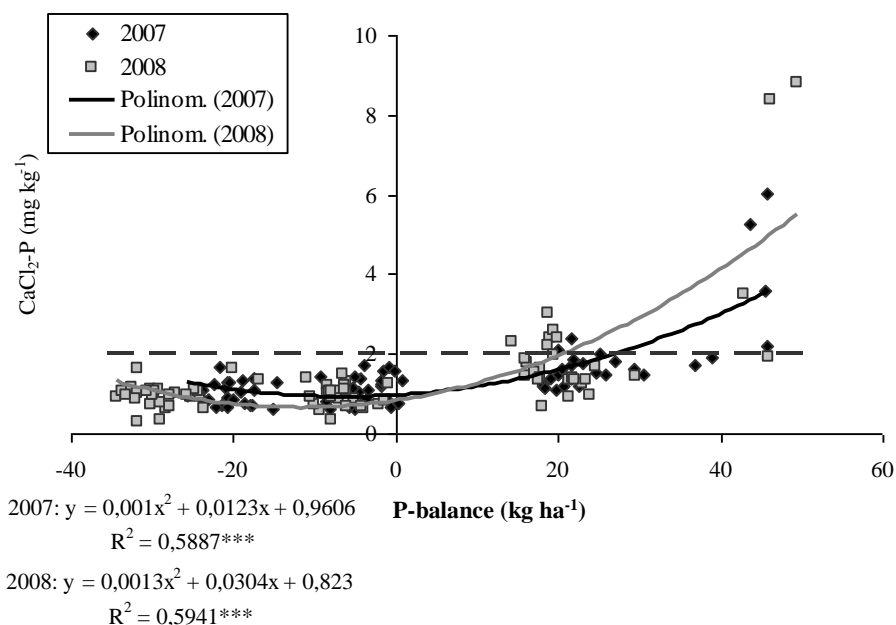 2007
2008
Polinom. (2007)
Polinom. (2008)
CaCl₂-P (mg kg⁻¹)
10
8
6
4
2
0
-40 -20 0 20 40 60
P-balance (kg ha⁻¹)
2007: y = 0,001x² + 0,0123x + 0,9606
R² = 0,5887***
2008: y = 0,0013x² + 0,0304x + 0,823
R² = 0,5941***